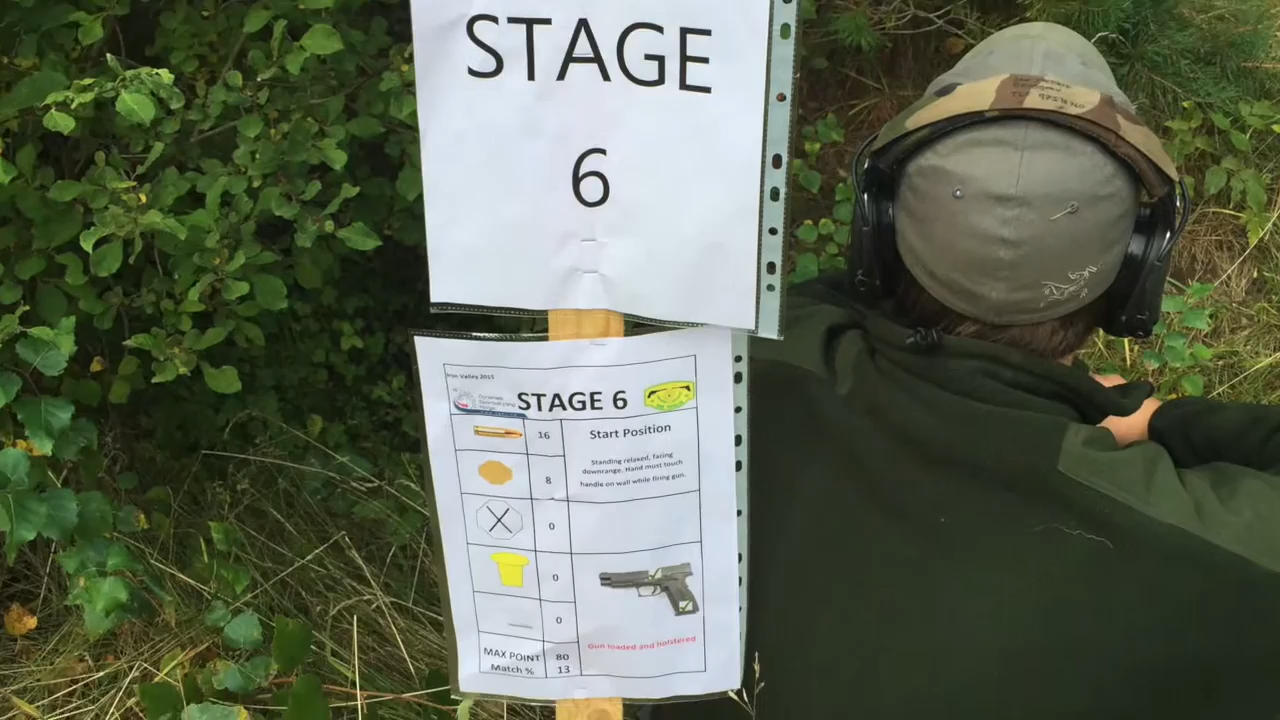 STAGE
6
Iron Valley 2015
STAGE 6
16
Start Position
Standing relaxed, facing
downrange. Hand must touch
handle on wall while firing gun.
8
X
0
0
0
Gun loaded and holstered
MAX POINT 80
Match % 13